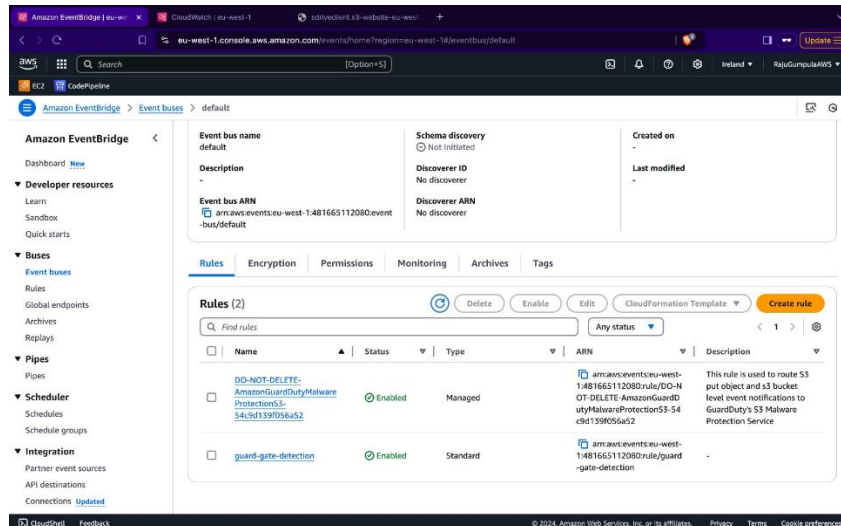 Amazon EventBridge | eu-we
CloudWatch | eu-west-1
sdriveclient.s3-website-eu-west
eu-west-1.console.aws.amazon.com/events/home?region=eu-west-1#/eventbus/default
Update
aws
Search
[Option+S]
Ireland
RajuGumpulaAWS
EC2
CodePipeline
Amazon EventBridge > Event buses > default
Amazon EventBridge
Dashboard New
Developer resources
Learn
Sandbox
Quick starts
Buses
Event buses
Rules
Global endpoints
Archives
Replays
Pipes
Pipes
Scheduler
Schedules
Schedule groups
Integration
Partner event sources
API destinations
Connections Updated
Event bus name
default
Description
-
Event bus ARN
arn:aws:events:eu-west-1:481665112080:event
-bus/default
Schema discovery
Not Initiated
Discoverer ID
No discoverer
Discoverer ARN
No discoverer
Created on
-
Last modified
-
Rules
Encryption
Permissions
Monitoring
Archives
Tags
Rules (2)
Delete
Enable
Edit
CloudFormation Template
Create rule
Find rules
Any status
1
Name
Status
Type
ARN
Description
DO-NOT-DELETE-
AmazonGuardDutyMalware
ProtectionS3-
54c9d139f056a52
Enabled
Managed
arn:aws:events:eu-west-
1:481665112080:rule/DO-N
OT-DELETE-AmazonGuardD
utyMalwareProtectionS3-54
c9d139f056a52
This rule is used to route S3
put object and s3 bucket
level event notifications to
GuardDuty's S3 Malware
Protection Service
guard-gate-detection
Enabled
Standard
arn:aws:events:eu-west-
1:481665112080:rule/guard
-gate-detection
-
CloudShell
Feedback
© 2024, Amazon Web Services, Inc. or its affiliates.
Privacy
Terms
Cookie preferences